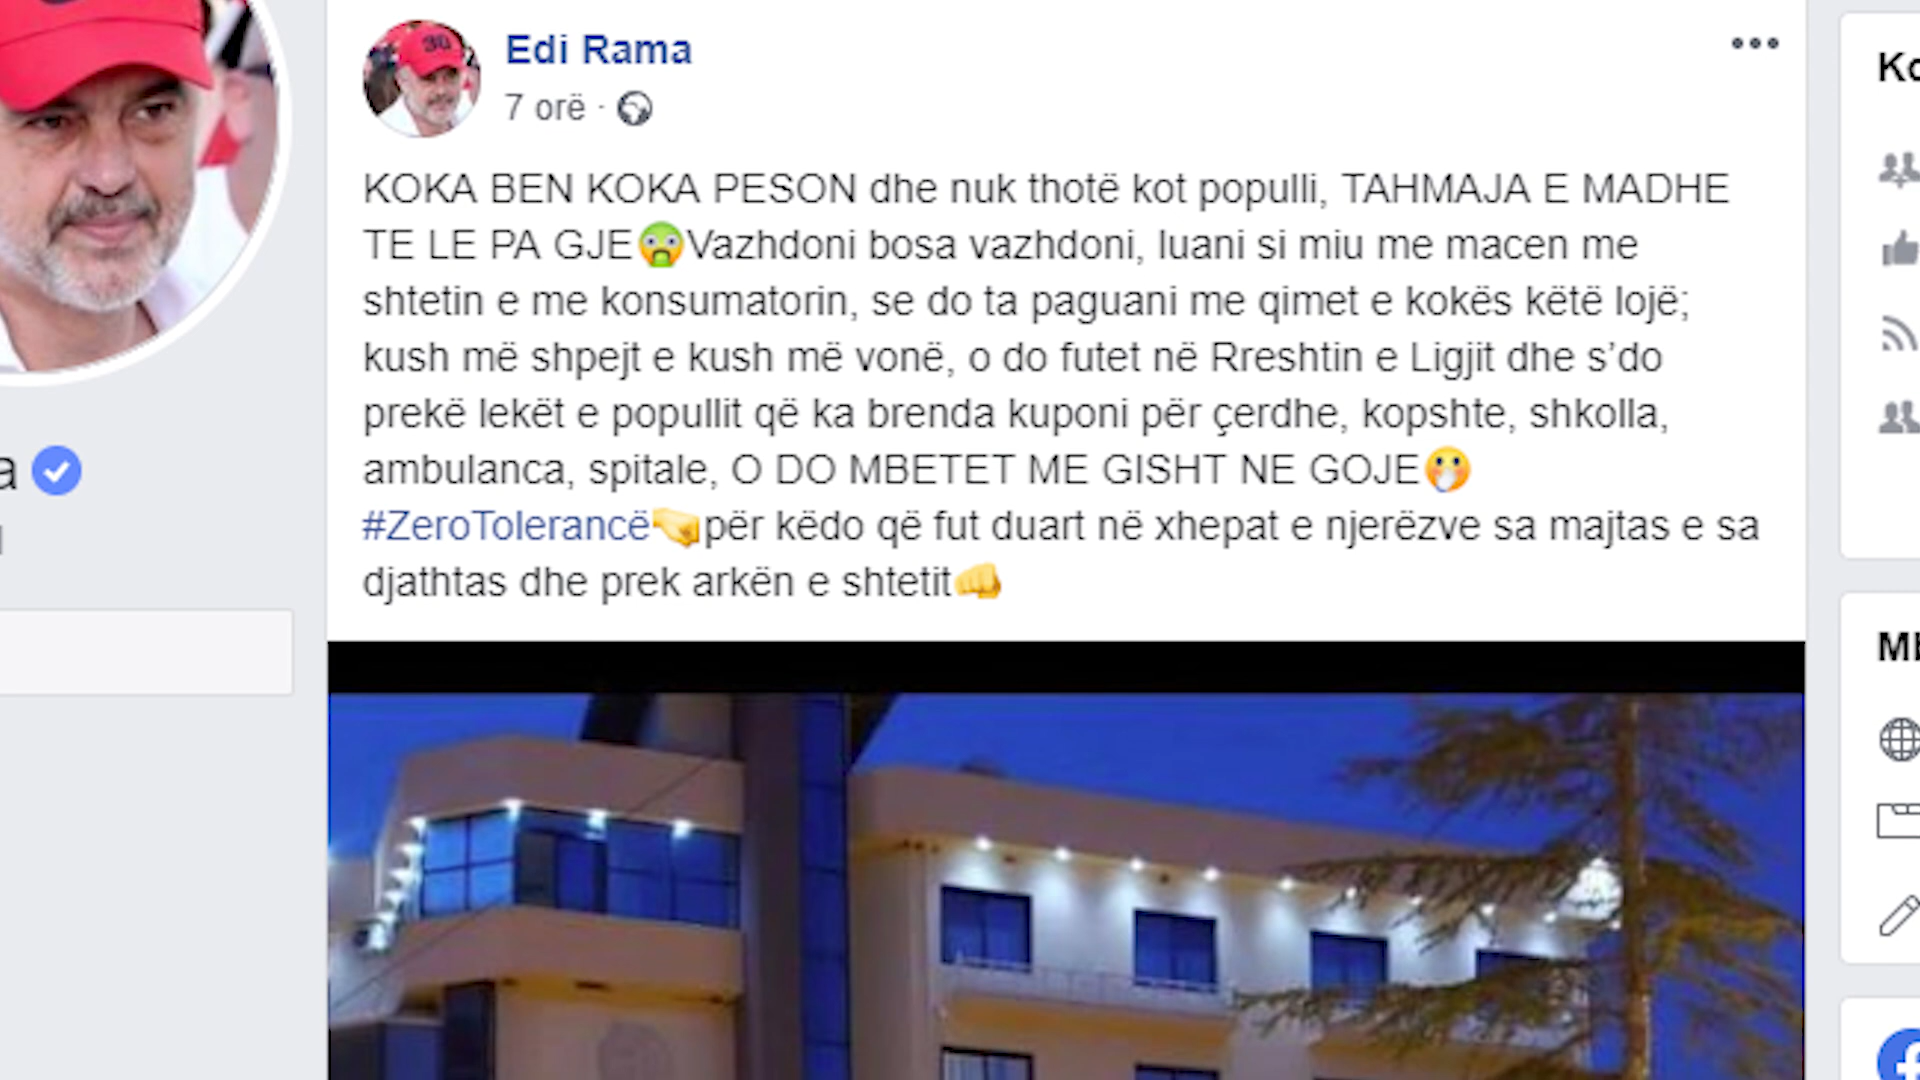 Edi Rama
7 orë ·
KOKA BEN KOKA PESON dhe nuk thotë kot populli, TAHMAJA E MADHE
TE LE PA GJE🤮Vazhdoni bosa vazhdoni, luani si miu me macen me
shtetin e me konsumatorin, se do ta paguani me qimet e kokës këtë lojë;
kush më shpejt e kush më vonë, o do futet në Rreshtin e Ligjit dhe s’do
prekë lekët e popullit që ka brenda kuponi për çerdhe, kopshte, shkolla,
ambulanca, spitale, O DO MBETET ME GISHT NE GOJE🤭
#ZeroTolerancë🤜për këdo që fut duart në xhepat e njerëzve sa majtas e sa
djathtas dhe prek arkën e shtetit👊
30